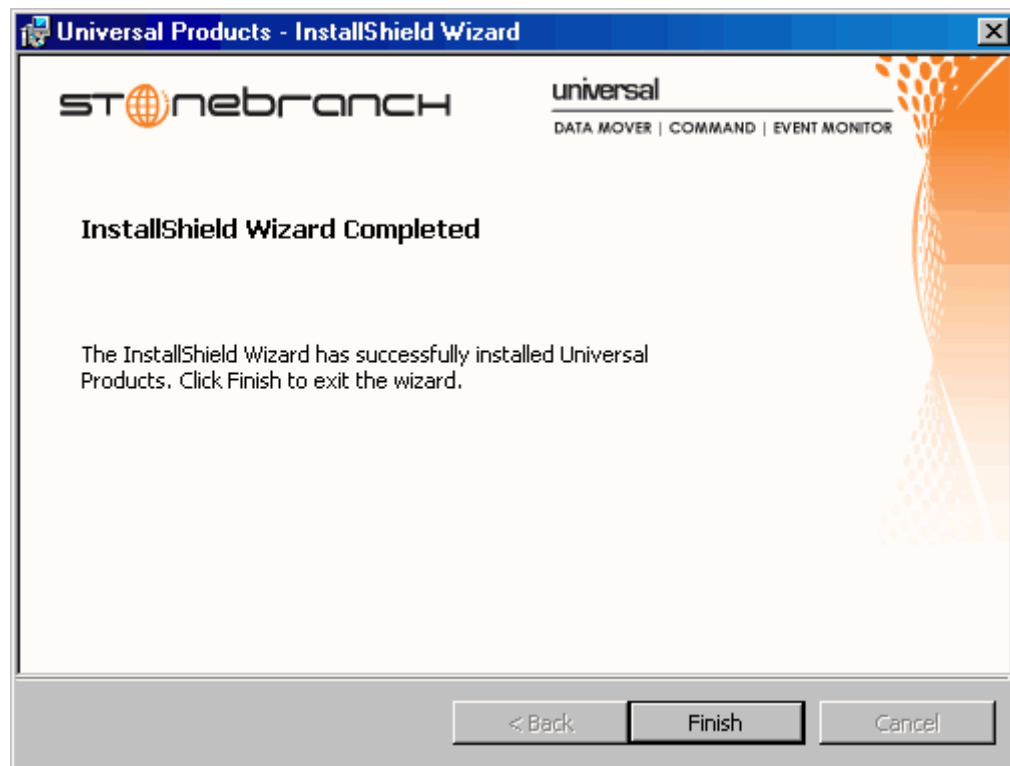 Universal Products - InstallShield Wizard
stonebranch
universal
DATA MOVER | COMMAND | EVENT MONITOR
InstallShield Wizard Completed
The InstallShield Wizard has successfully installed Universal
Products. Click Finish to exit the wizard.
< Back
Finish
Cancel